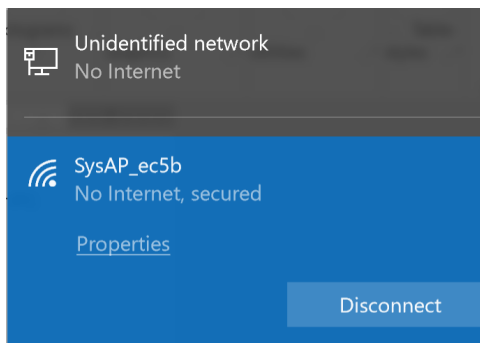 Unidentified network
No Internet
SysAP_ec5b
No Internet, secured
Properties
Disconnect